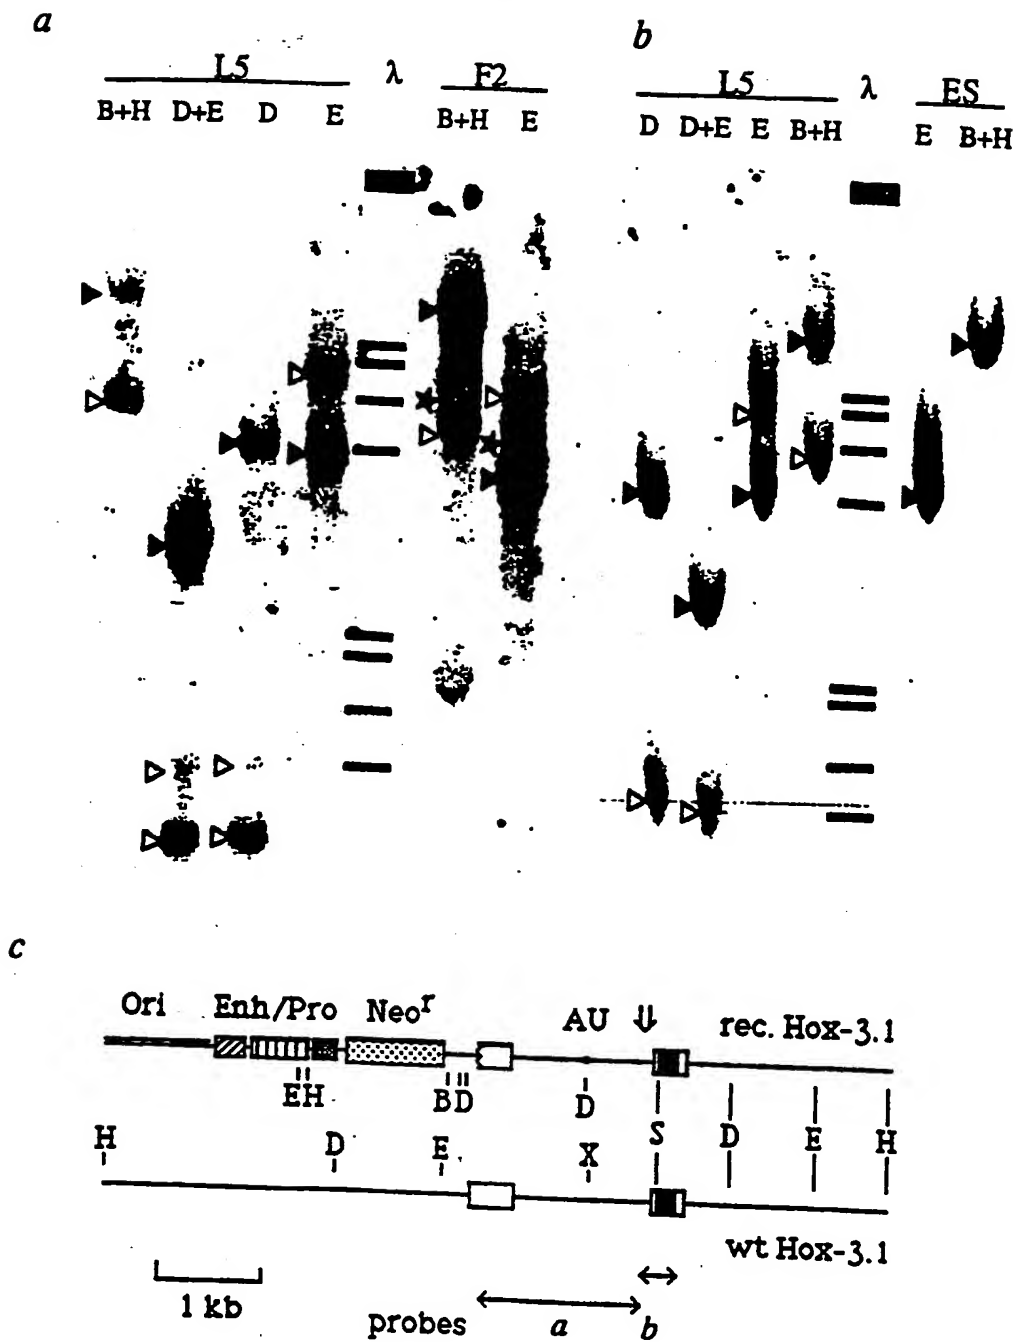 a
b
L5 λ F2
L5 λ ES
B+H D+E D E B+H E
D D+E E B+H E B+H
c
Ori Enh/Pro Neoʳ AU ⇓ rec. Hox-3.1
EH BD D
H D E X S D E H
wt Hox-3.1
1 kb
probes a b